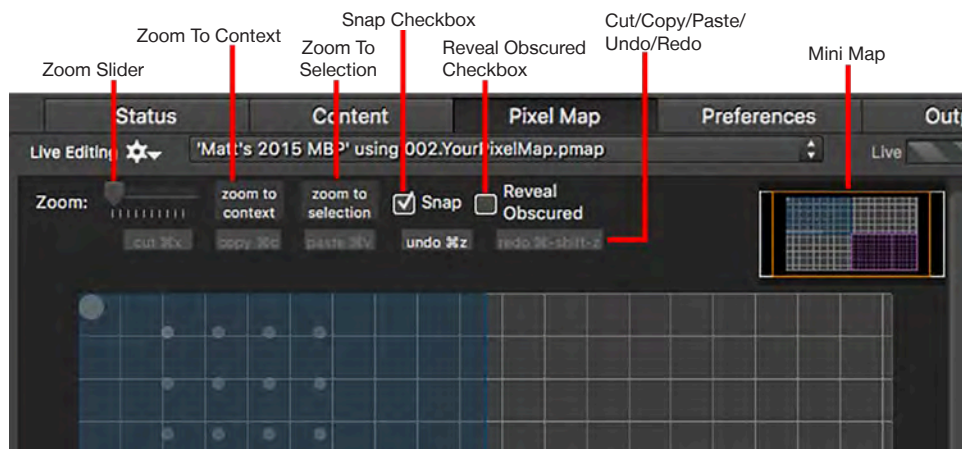 Snap Checkbox
Cut/Copy/Paste/
Undo/Redo
Zoom To Context
Zoom To
Selection
Reveal Obscured
Checkbox
Mini Map
Zoom Slider
Status
Content
Pixel Map
Preferences
Outp
Live Editing
'Matt's 2015 MBP' using 002.YourPixelMap.pmap
Live
Zoom:
zoom to
context
zoom to
selection
Snap
Reveal
Obscured
cut ⌘x
copy ⌘c
paste ⌘v
undo ⌘z
redo ⌘-shift-z